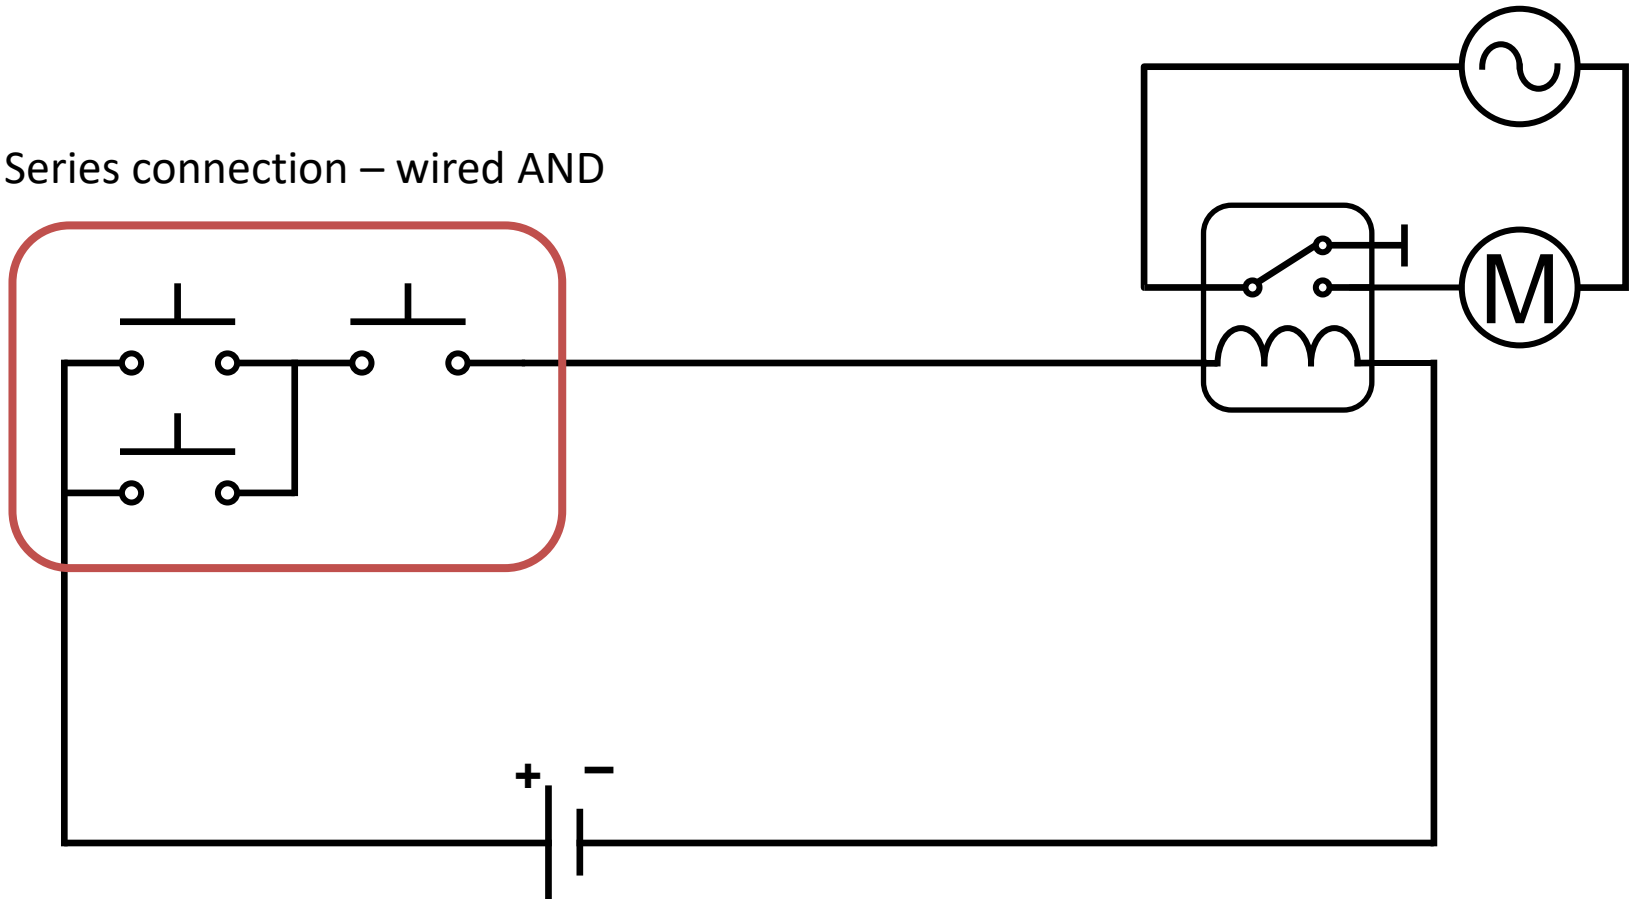 Series connection – wired AND
M
+ −